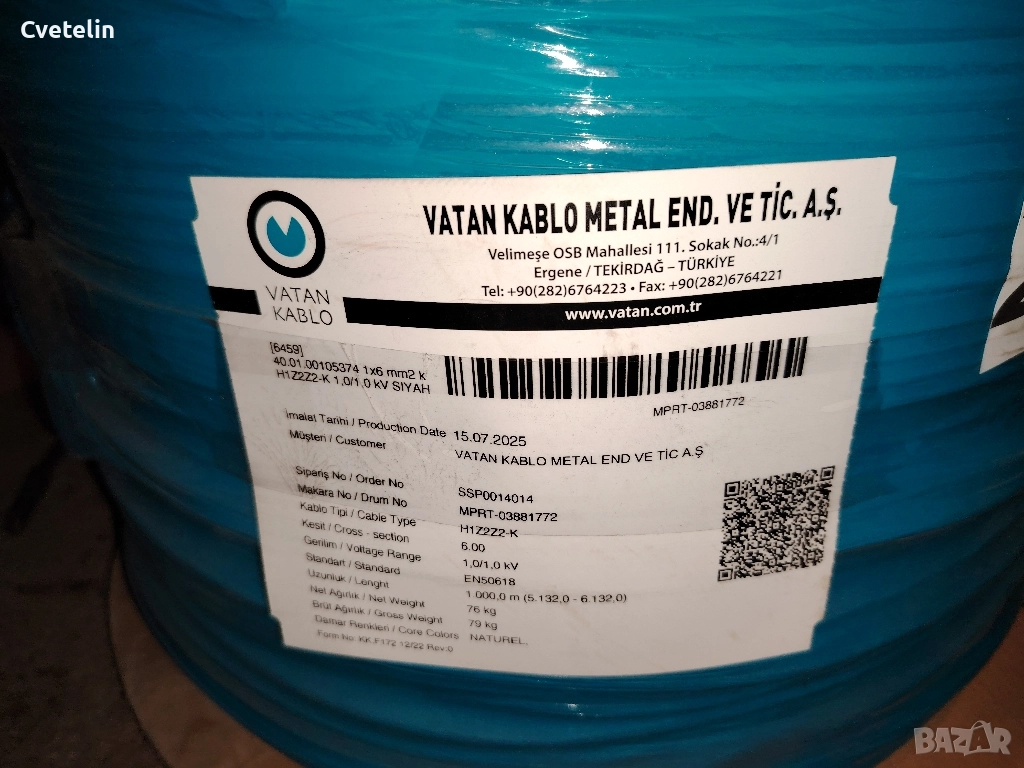 Cvetelin
VATAN KABLO METAL END. VE TİC. A.Ş.
Velimeşe OSB Mahallesi 111. Sokak No.:4/1
Ergene / TEKİRDAĞ – TÜRKİYE
Tel: +90(282)6764223 • Fax: +90(282)6764221
www.vatan.com.tr
VATAN
KABLO
[6459]
40.01.00105374 1x6 mm2 k
H1Z2Z2-K 1,0/1,0 kV SIYAH
MPRT-03881772
İmalat Tarihi / Production Date 15.07.2025
Müşteri / Customer VATAN KABLO METAL END VE TİC A.Ş
Sipariş No / Order No SSP0014014
Makara No / Drum No MPRT-03881772
Kablo Tipi / Cable Type H1Z2Z2-K
Kesit / Cross - section 6.00
Gerilim / Voltage Range 1,0/1,0 kV
Standart / Standard EN50618
Uzunluk / Lenght 1.000,0 m (5.132,0 - 6.132,0)
Net Ağırlık / Net Weight 76 kg
Brüt Ağırlık / Gross Weight 79 kg
Damar Renkleri / Core Colors NATUREL.
Form No: KK.F172 12/22 Rev:0
BAZAR